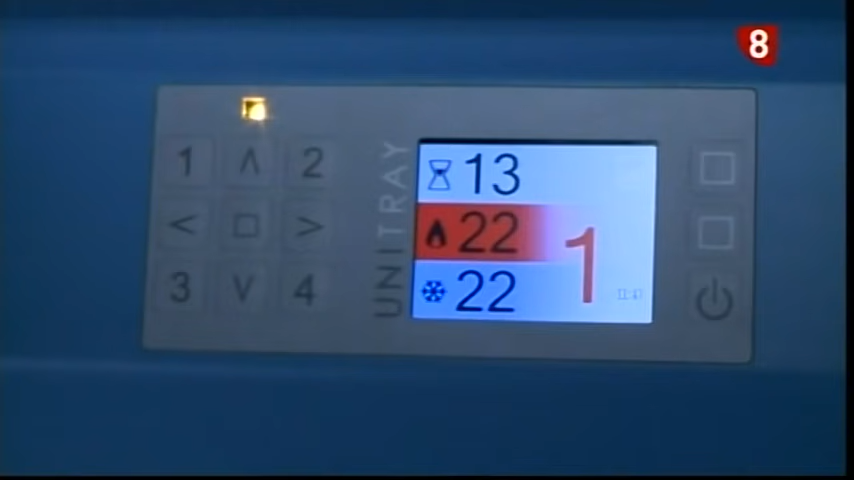 8
1 ∧ 2
< □ >
3 ∨ 4
UNITRAY
13
22
22
1